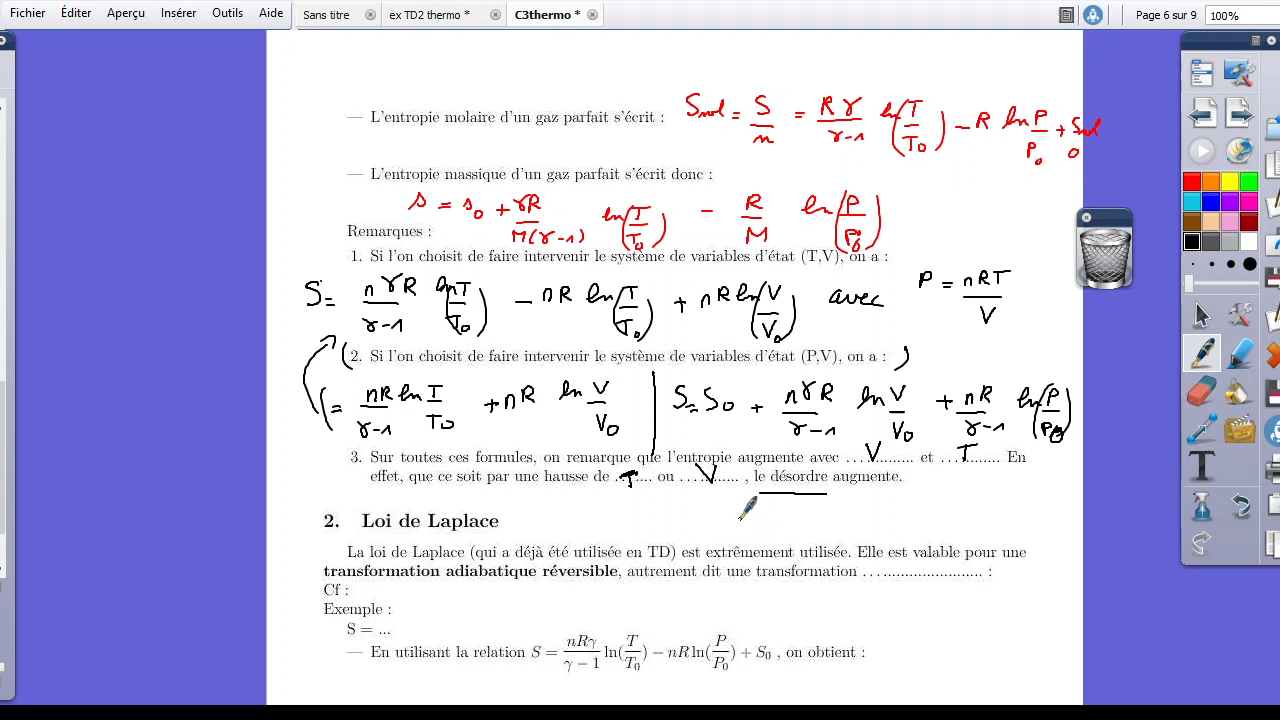 Fichier Éditer Aperçu Insérer Outils Aide
Sans titre ex TD2 thermo * C3thermo *
Page 6 sur 9 100%
— L'entropie molaire d'un gaz parfait s'écrit : Smol = S/n = Rγ/(γ-1) ln(T/T0) - R ln P/P0 + Smol0
— L'entropie massique d'un gaz parfait s'écrit donc :
s = s0 + γR/(M(γ-1)) ln(T/T0) - R/M ln(P/P0)
Remarques :
1. Si l'on choisit de faire intervenir le système de variables d'état (T,V), on a :
S = nγR/(γ-1) ln(T/T0) - nR ln(T/T0) + nR ln(V/V0) avec P = nRT/V
(2. Si l'on choisit de faire intervenir le système de variables d'état (P,V), on a : )
(= nR/(γ-1) ln T/T0 + nR ln V/V0 | S = S0 + nγR/(γ-1) ln V/V0 + nR/(γ-1) ln(P/P0)
3. Sur toutes ces formules, on remarque que l'entropie augmente avec ....V........ et ...T........ En
effet, que ce soit par une hausse de ..T.... ou ...V....... , le désordre augmente.
2. Loi de Laplace
La loi de Laplace (qui a déjà été utilisée en TD) est extrêmement utilisée. Elle est valable pour une
transformation adiabatique réversible, autrement dit une transformation ......................... :
Cf :
Exemple :
S = ...
— En utilisant la relation S = nRγ/(γ − 1) ln(T/T0) − nR ln(P/P0) + S0 , on obtient :
T